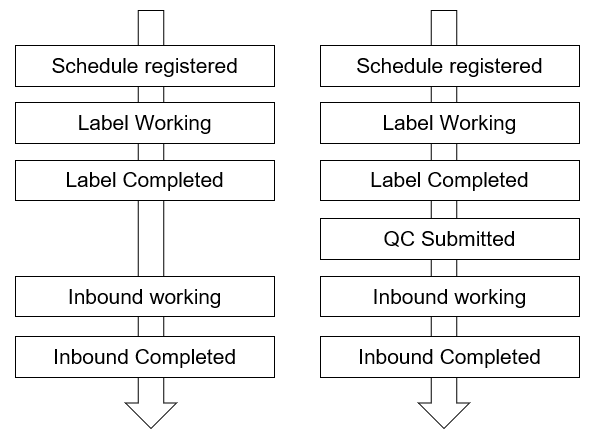 Schedule registered
Label Working
Label Completed
Inbound working
Inbound Completed
Schedule registered
Label Working
Label Completed
QC Submitted
Inbound working
Inbound Completed